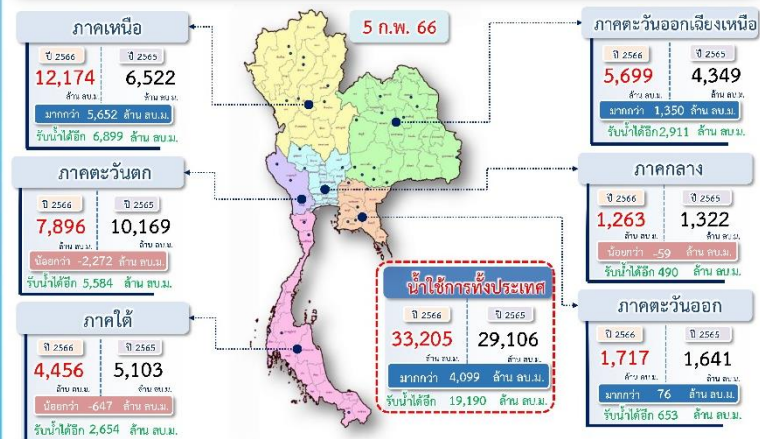 ภาคเหนือ
ปี 2566 ปี 2565
12,174 6,522
ล้าน ลบ.ม. ล้าน ลบ.ม.
มากกว่า 5,652 ล้าน ลบ.ม.
รับน้ำได้อีก 6,899 ล้าน ลบ.ม.
5 ก.พ. 66
ภาคตะวันออกเฉียงเหนือ
ปี 2566 ปี 2565
5,699 4,349
ล้าน ลบ.ม. ล้าน ลบ.ม.
มากกว่า 1,350 ล้าน ลบ.ม.
รับน้ำได้อีก2,911 ล้าน ลบ.ม.
ภาคตะวันตก
ปี 2566 ปี 2565
7,896 10,169
ล้าน ลบ.ม. ล้าน ลบ.ม.
น้อยกว่า -2,272 ล้าน ลบ.ม.
รับน้ำได้อีก 5,584 ล้าน ลบ.ม.
ภาคกลาง
ปี 2566 ปี 2565
1,263 1,322
ล้าน ลบ.ม. ล้าน ลบ.ม.
น้อยกว่า -59 ล้าน ลบ.ม.
รับน้ำได้อีก 490 ล้าน ลบ.ม.
ภาคใต้
ปี 2566 ปี 2565
4,456 5,103
ล้าน ลบ.ม. ล้าน ลบ.ม.
น้อยกว่า -647 ล้าน ลบ.ม.
รับน้ำได้อีก 2,654 ล้าน ลบ.ม.
น้ำใช้การทั้งประเทศ
ปี 2566 ปี 2565
33,205 29,106
ล้าน ลบ.ม. ล้าน ลบ.ม.
มากกว่า 4,099 ล้าน ลบ.ม.
รับน้ำได้อีก 19,190 ล้าน ลบ.ม.
ภาคตะวันออก
ปี 2566 ปี 2565
1,717 1,641
ล้าน ลบ.ม. ล้าน ลบ.ม.
มากกว่า 76 ล้าน ลบ.ม.
รับน้ำได้อีก 653 ล้าน ลบ.ม.